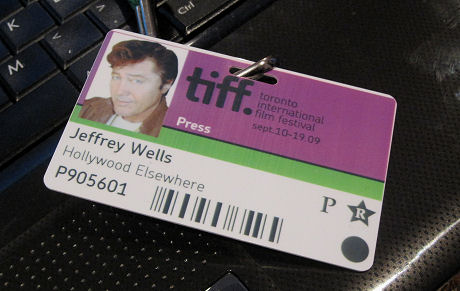 tiff.
toronto
international
film festival
sept.10-19.09
Press
Jeffrey Wells
Hollywood Elsewhere
P905601
P R
K
M